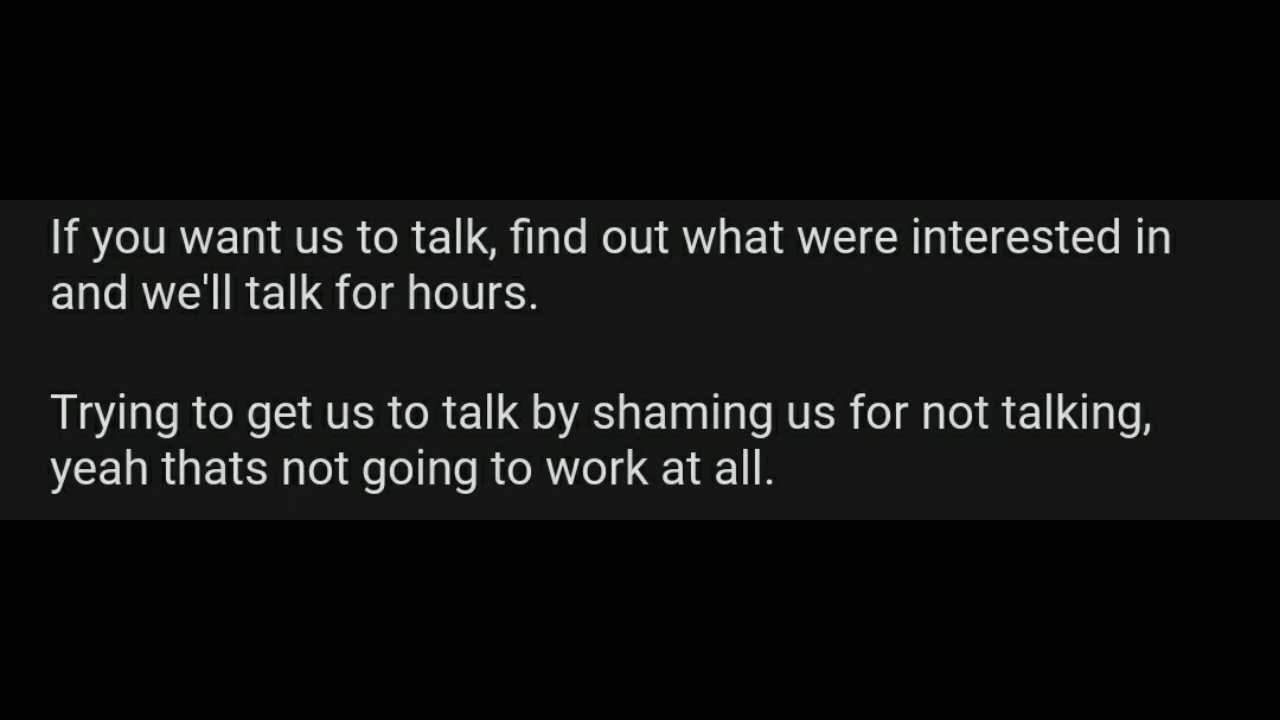 If you want us to talk, find out what were interested in
and we'll talk for hours.
Trying to get us to talk by shaming us for not talking,
yeah thats not going to work at all.